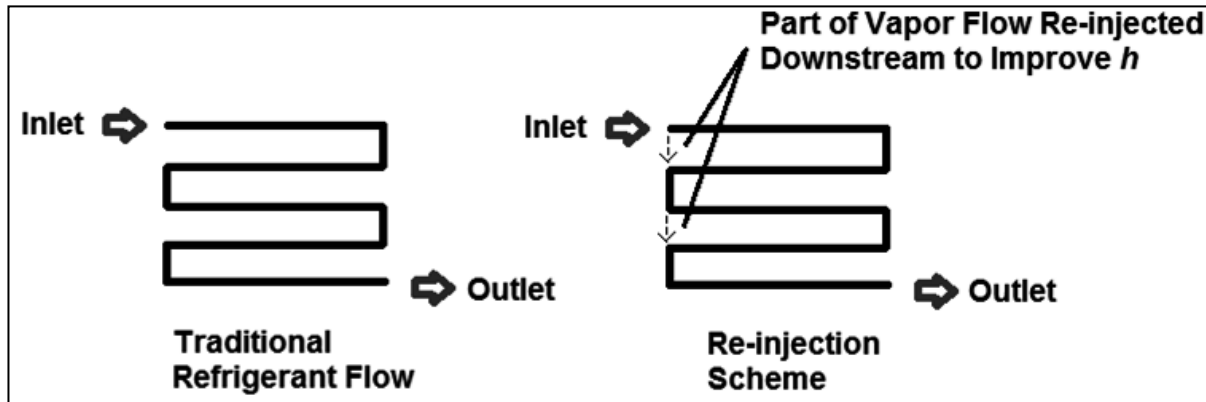 Part of Vapor Flow Re-injected
Downstream to Improve h
Inlet
Inlet
Outlet
Outlet
Traditional
Refrigerant Flow
Re-injection
Scheme